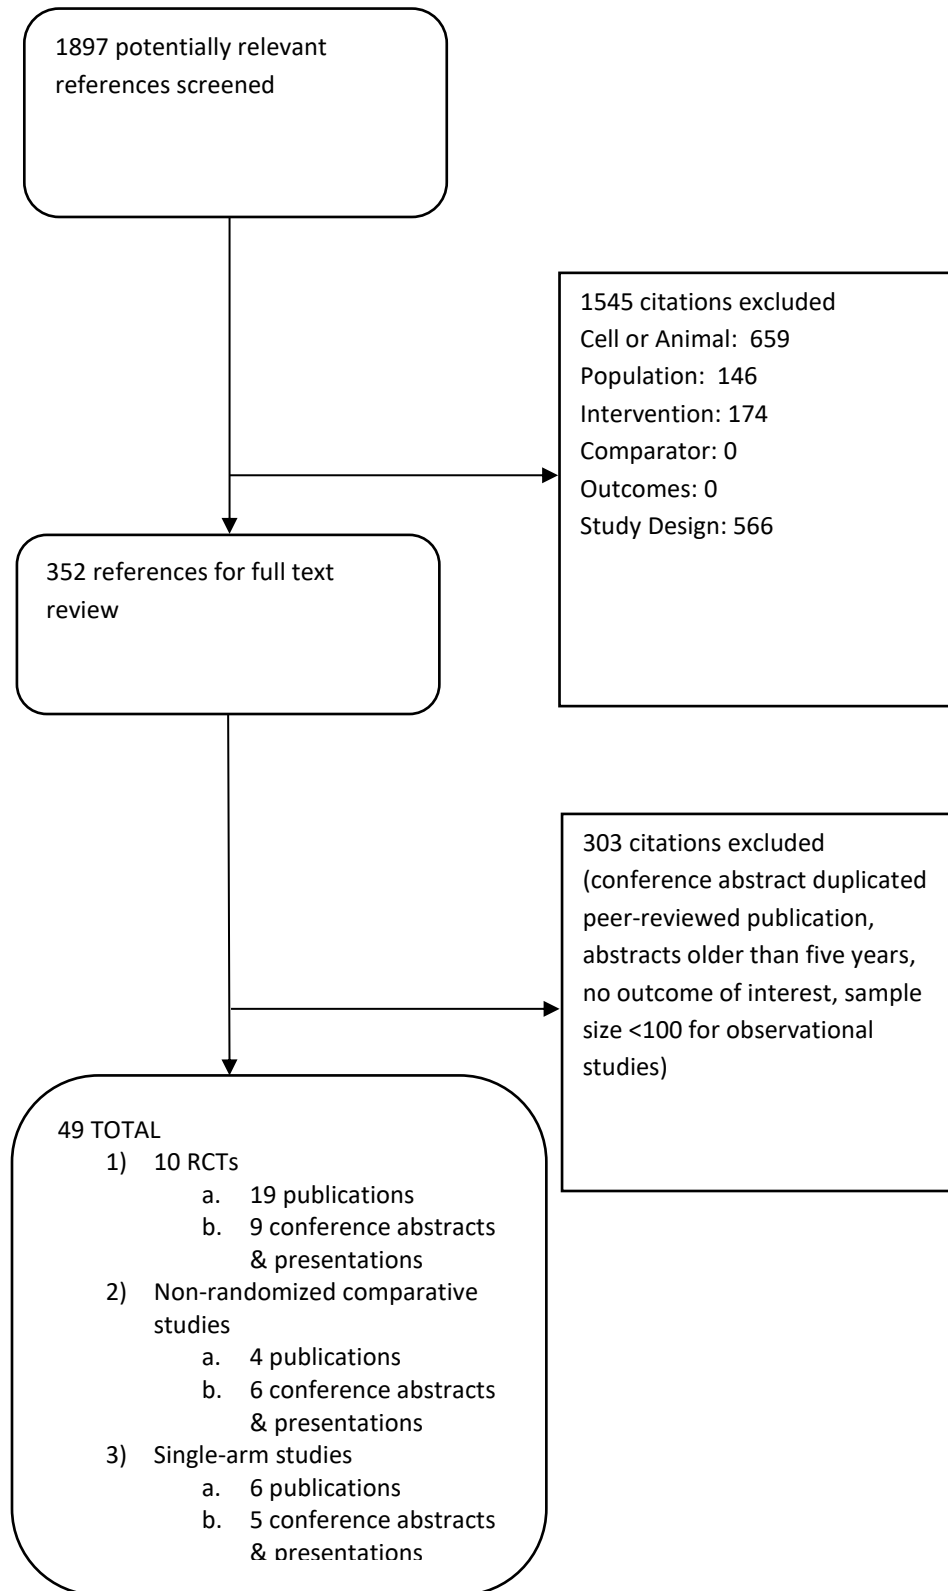 1897 potentially relevant
references screened
1545 citations excluded
Cell or Animal:  659
Population:  146
Intervention: 174
Comparator: 0
Outcomes: 0
Study Design: 566
352 references for full text
review
303 citations excluded
(conference abstract duplicated
peer-reviewed publication,
abstracts older than five years,
no outcome of interest, sample
size <100 for observational
studies)
49 TOTAL
1) 10 RCTs
a. 19 publications
b. 9 conference abstracts
& presentations
2) Non-randomized comparative
studies
a. 4 publications
b. 6 conference abstracts
& presentations
3) Single-arm studies
a. 6 publications
b. 5 conference abstracts
& presentations